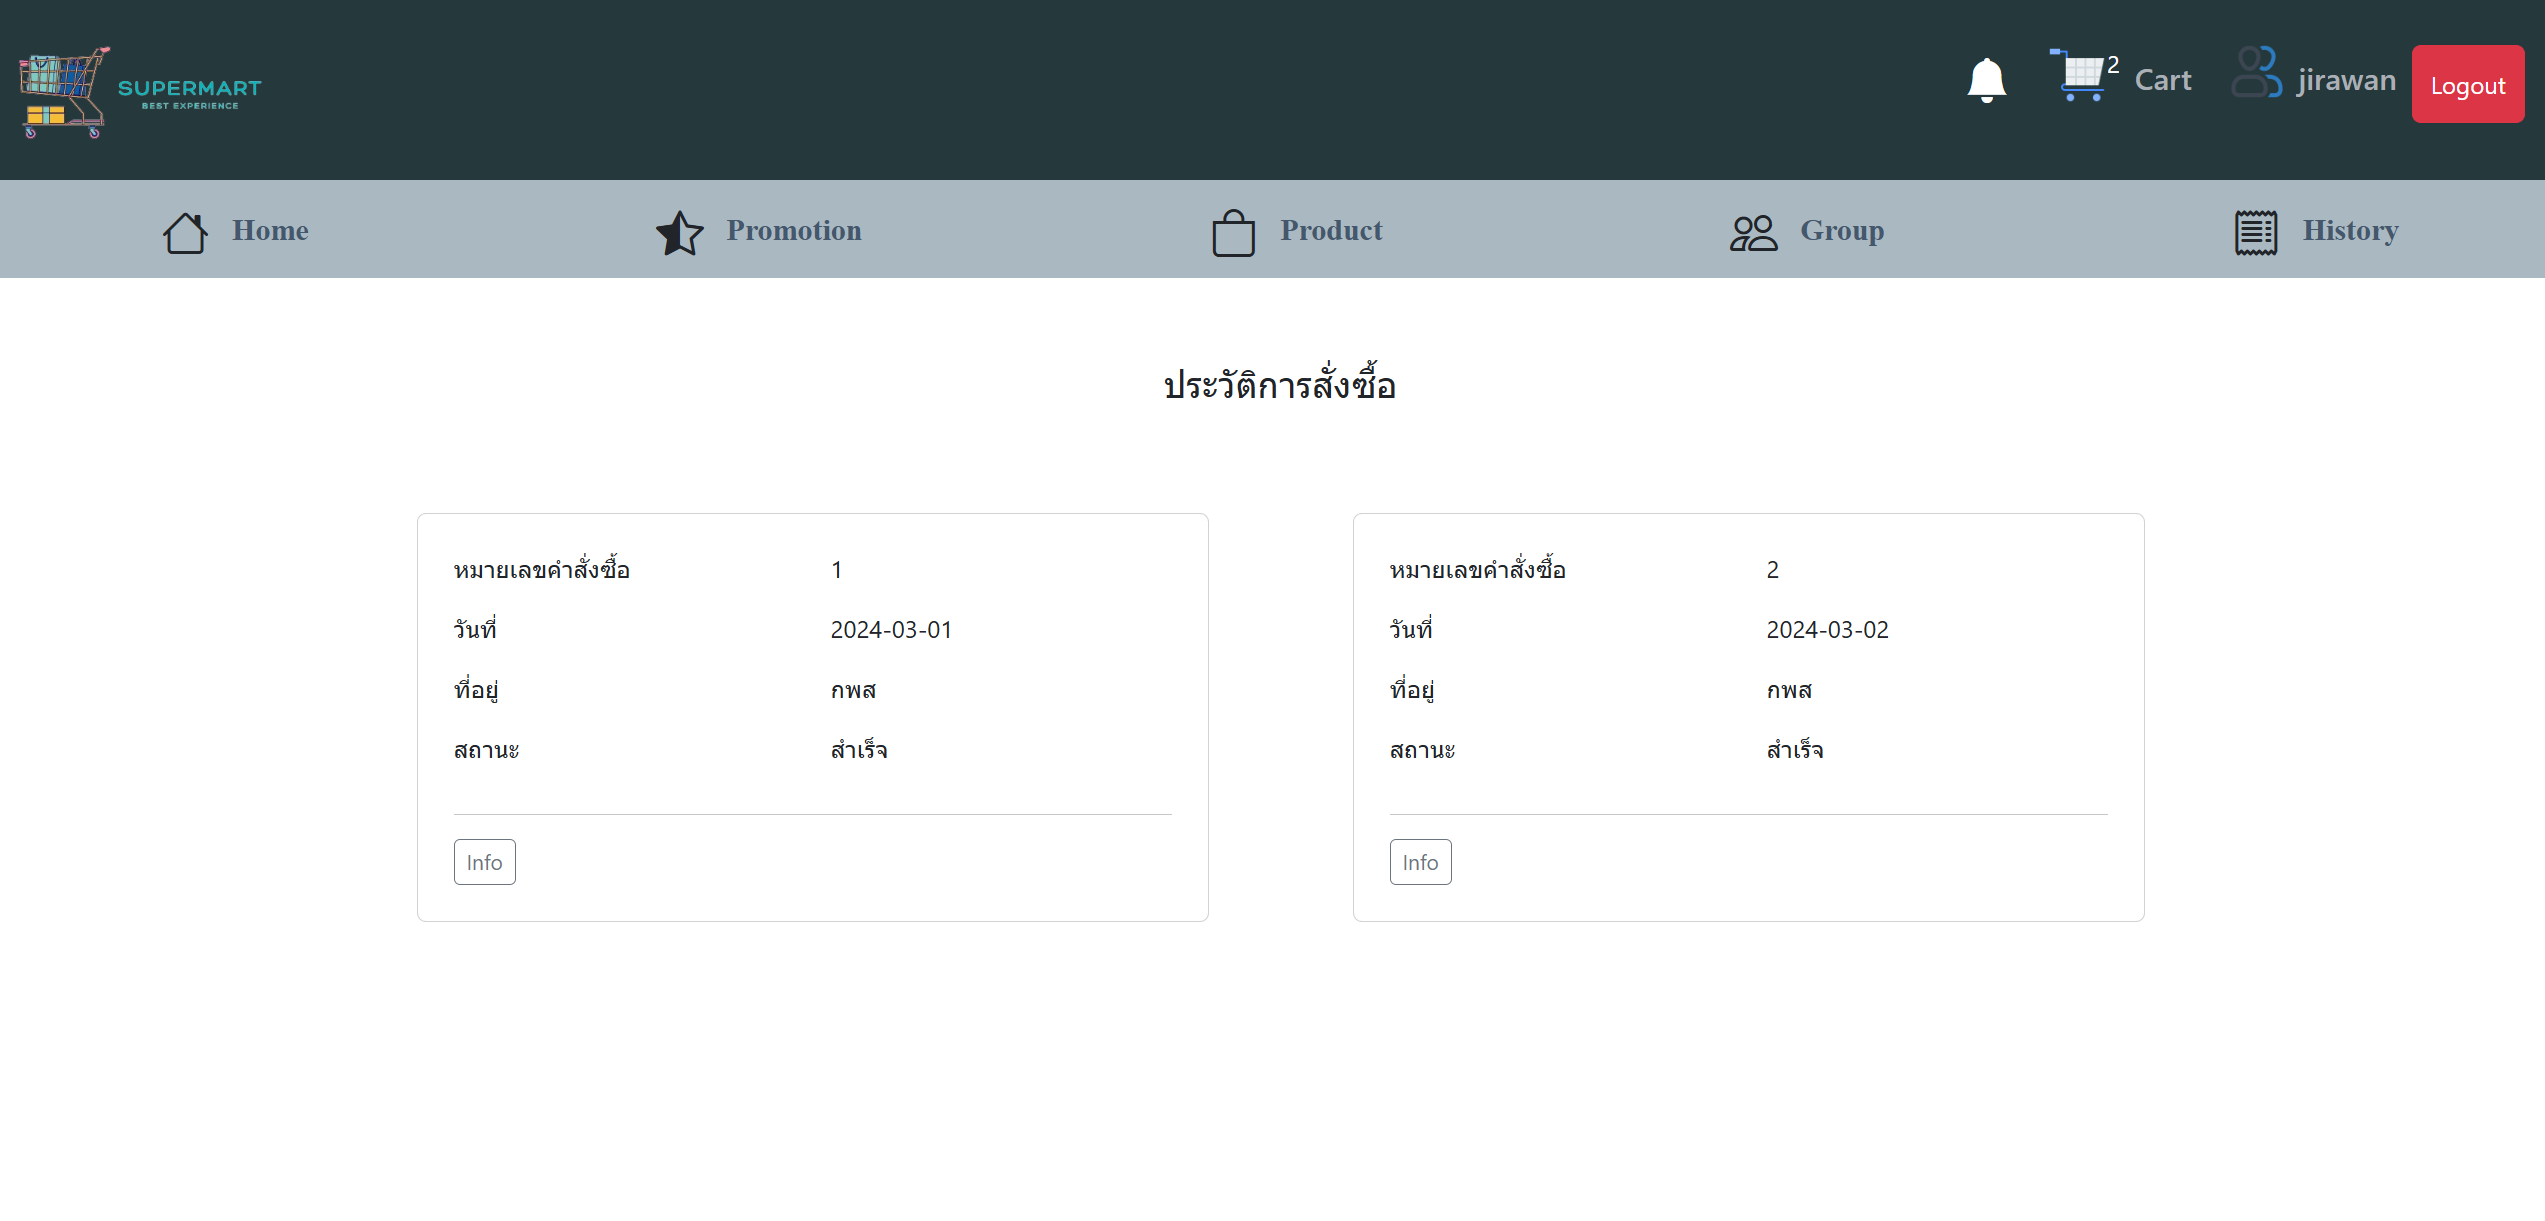 SUPERMART
BEST EXPERIENCE
2 Cart jirawan Logout
Home Promotion Product Group History
ประวัติการสั่งซื้อ
หมายเลขคำสั่งซื้อ 1
วันที่ 2024-03-01
ที่อยู่ กพส
สถานะ สำเร็จ
Info
หมายเลขคำสั่งซื้อ 2
วันที่ 2024-03-02
ที่อยู่ กพส
สถานะ สำเร็จ
Info